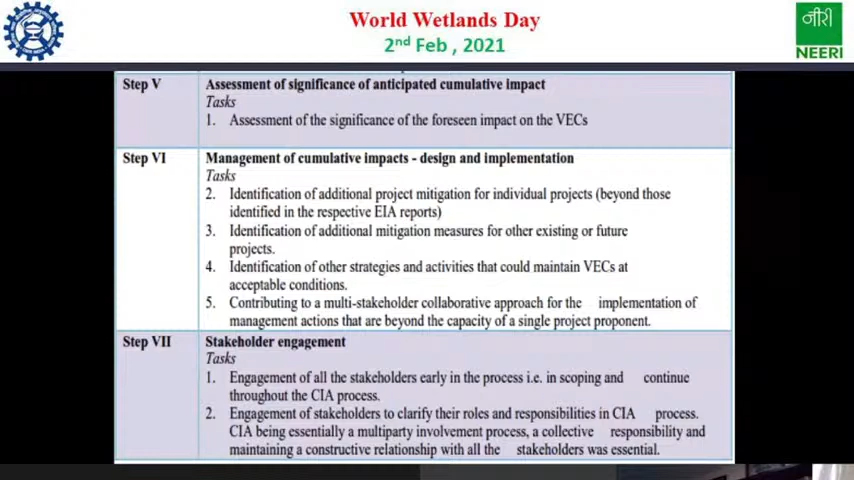 World Wetlands Day
2nd Feb , 2021
नीरी
NEERI
Step V Assessment of significance of anticipated cumulative impact
Tasks
1. Assessment of the significance of the foreseen impact on the VECs
Step VI Management of cumulative impacts - design and implementation
Tasks
2. Identification of additional project mitigation for individual projects (beyond those
identified in the respective EIA reports)
3. Identification of additional mitigation measures for other existing or future
projects.
4. Identification of other strategies and activities that could maintain VECs at
acceptable conditions.
5. Contributing to a multi-stakeholder collaborative approach for the implementation of
management actions that are beyond the capacity of a single project proponent.
Step VII Stakeholder engagement
Tasks
1. Engagement of all the stakeholders early in the process i.e. in scoping and continue
throughout the CIA process.
2. Engagement of stakeholders to clarify their roles and responsibilities in CIA process.
CIA being essentially a multiparty involvement process, a collective responsibility and
maintaining a constructive relationship with all the stakeholders was essential.